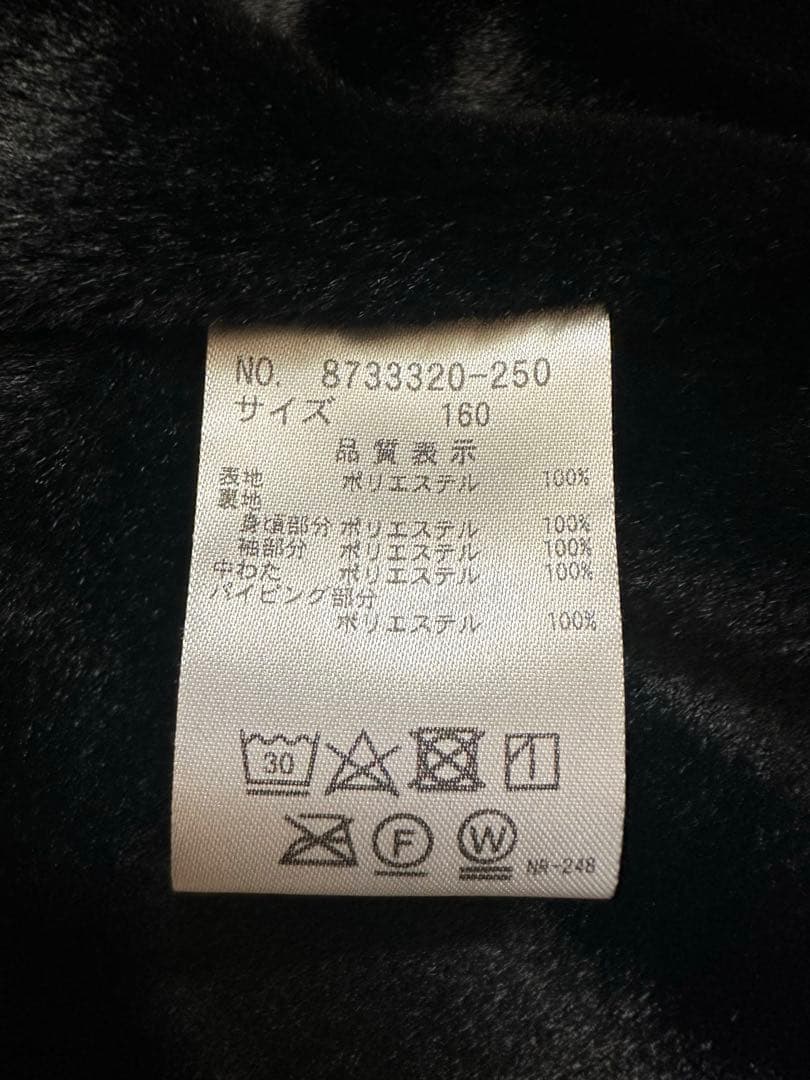 NO. 8733320-250
サイズ 160
品質表示
表地 ポリエステル 100%
裏地
身頃部分 ポリエステル 100%
袖部分 ポリエステル 100%
中わた ポリエステル 100%
パイピング部分
ポリエステル 100%
30
F W NR-248